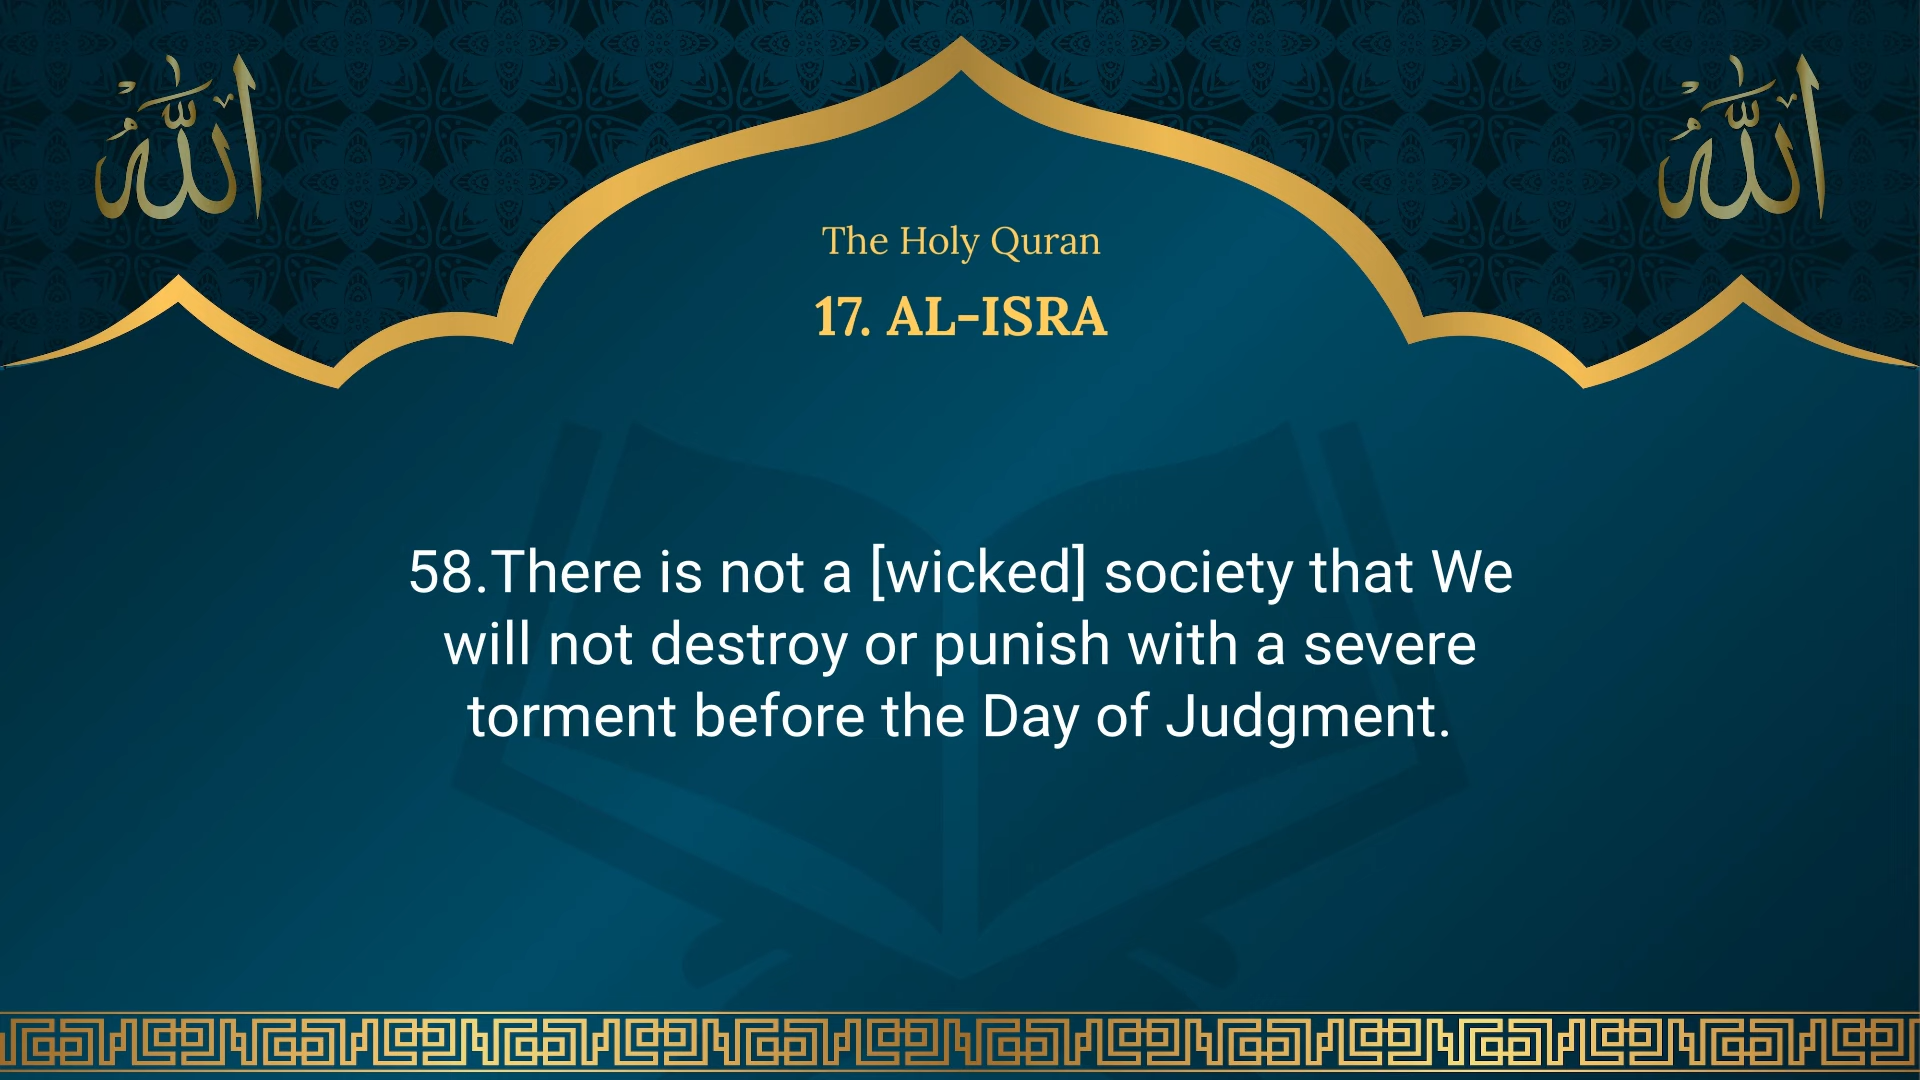 الله
الله
The Holy Quran
17. AL-ISRA
58.There is not a [wicked] society that We
will not destroy or punish with a severe
torment before the Day of Judgment.